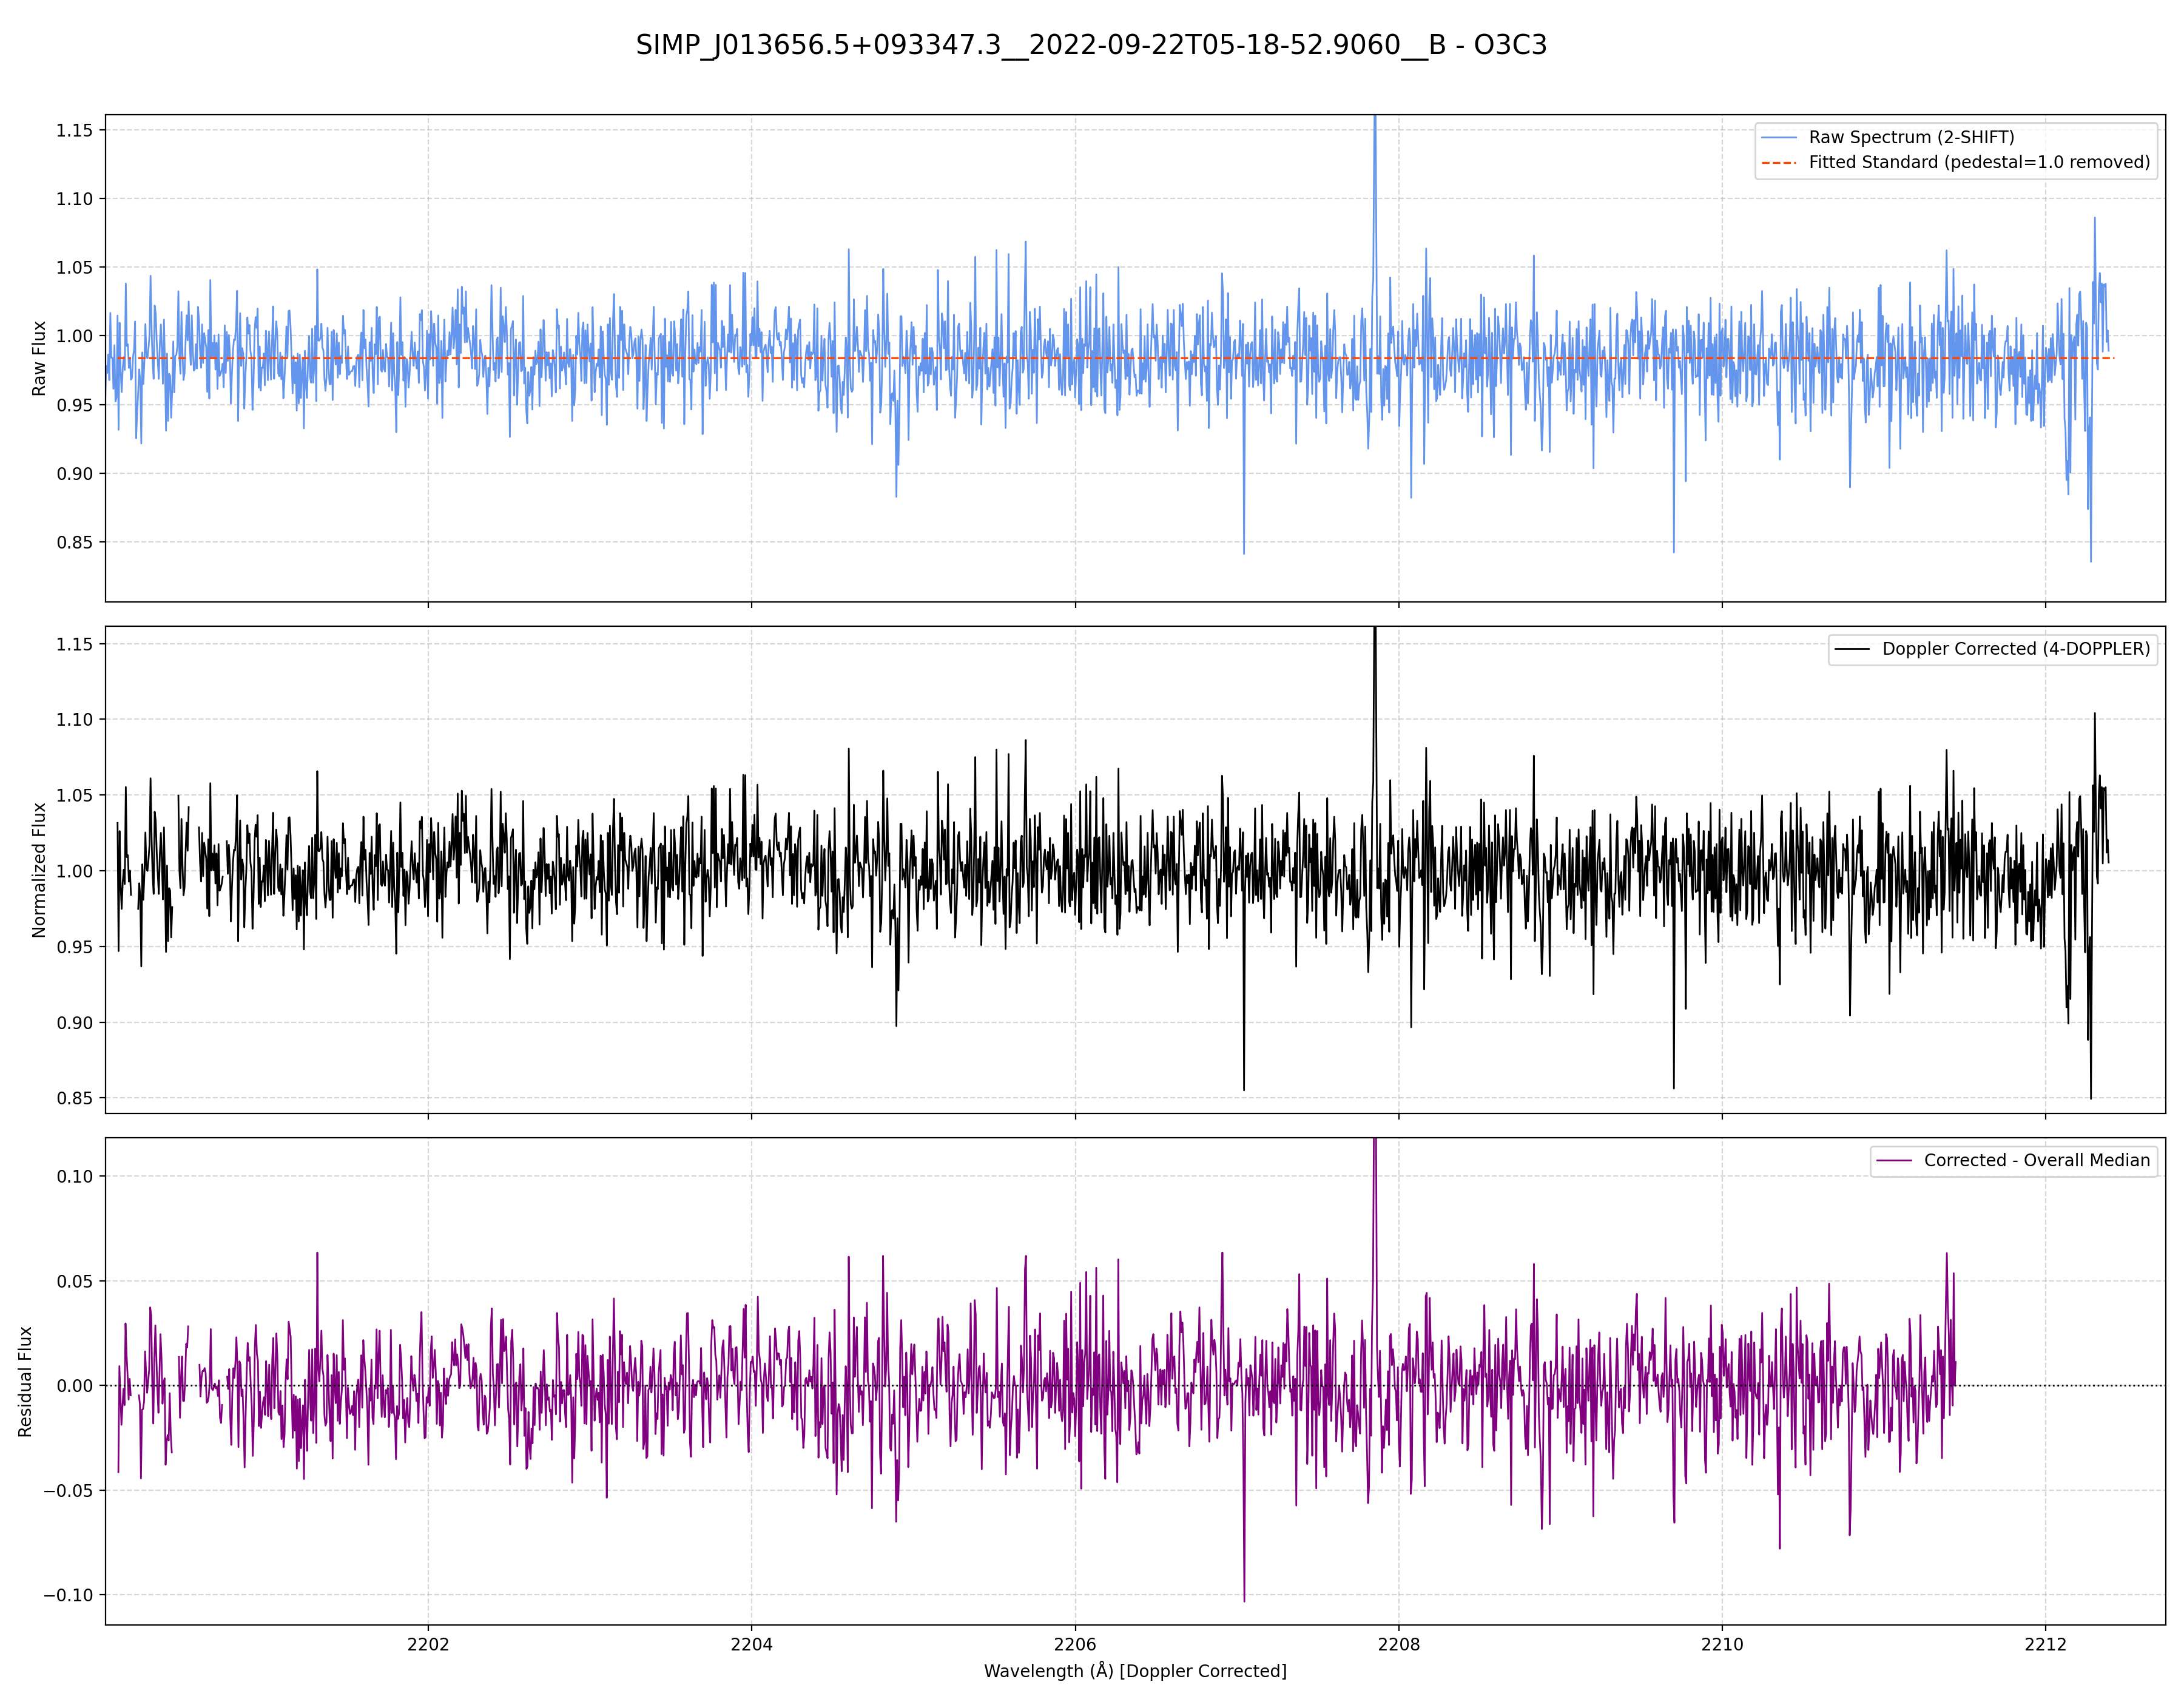 SIMP_J013656.5+093347.3__2022-09-22T05-18-52.9060__B - O3C3
Raw Flux
1.15
1.10
1.05
1.00
0.95
0.90
0.85
Raw Spectrum (2-SHIFT)
Fitted Standard (pedestal=1.0 removed)
Normalized Flux
1.15
1.10
1.05
1.00
0.95
0.90
0.85
Doppler Corrected (4-DOPPLER)
Residual Flux
0.10
0.05
0.00
−0.05
−0.10
Corrected - Overall Median
2202 2204 2206 2208 2210 2212
Wavelength (Å) [Doppler Corrected]